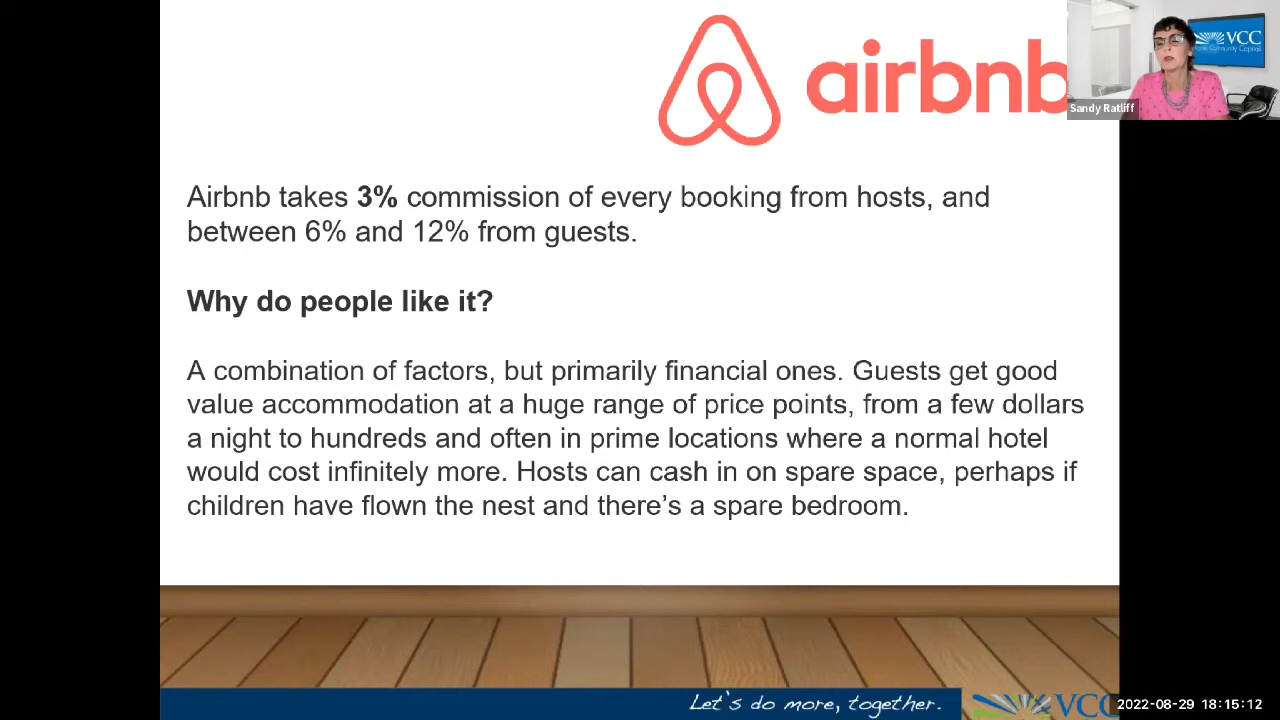 airbnb
VCC
Sandy Ratliff
Airbnb takes 3% commission of every booking from hosts, and
between 6% and 12% from guests.
Why do people like it?
A combination of factors, but primarily financial ones. Guests get good
value accommodation at a huge range of price points, from a few dollars
a night to hundreds and often in prime locations where a normal hotel
would cost infinitely more. Hosts can cash in on spare space, perhaps if
children have flown the nest and there’s a spare bedroom.
Let's do more, together.
VCC
2022-08-29 18:15:12